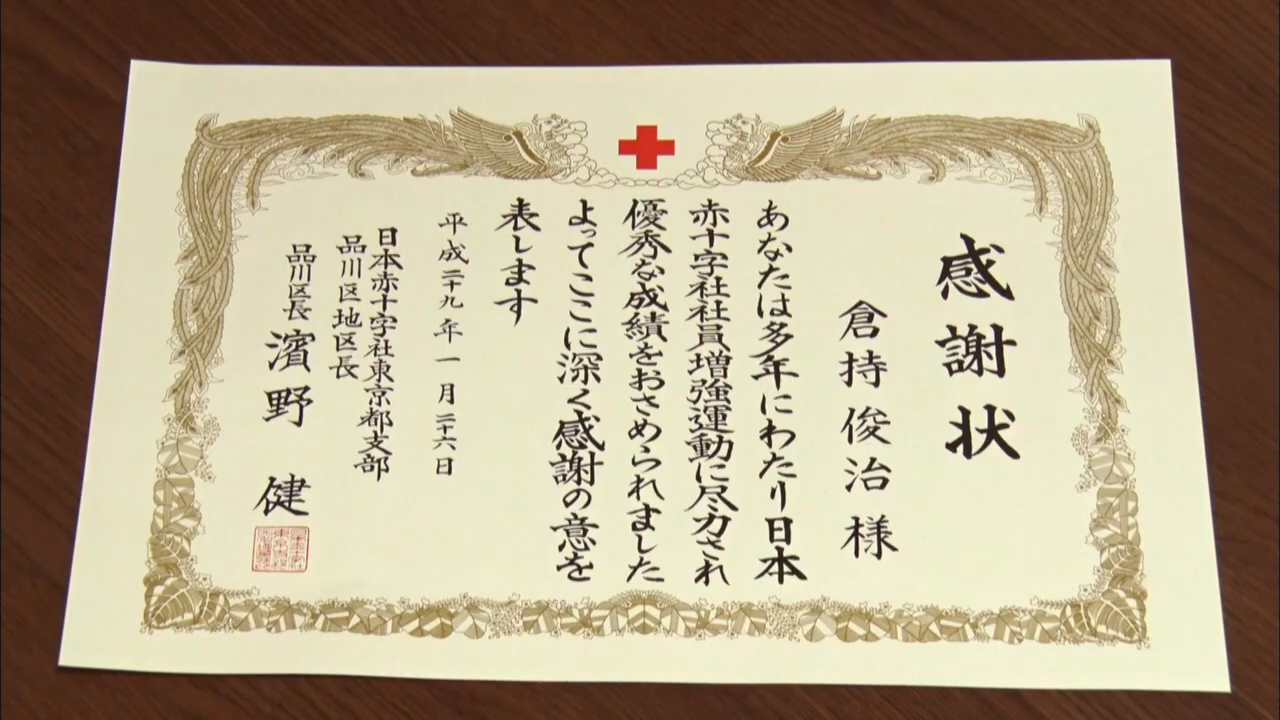 感謝状
倉持俊治様
あなたは多年にわたり日本
赤十字社社員増強運動に尽力され
優秀な成績をおさめられました
よってここに深く感謝の意を
表します
平成二十九年一月二十六日
日本赤十字社東京都支部
品川区地区長
品川区長 濱野 健